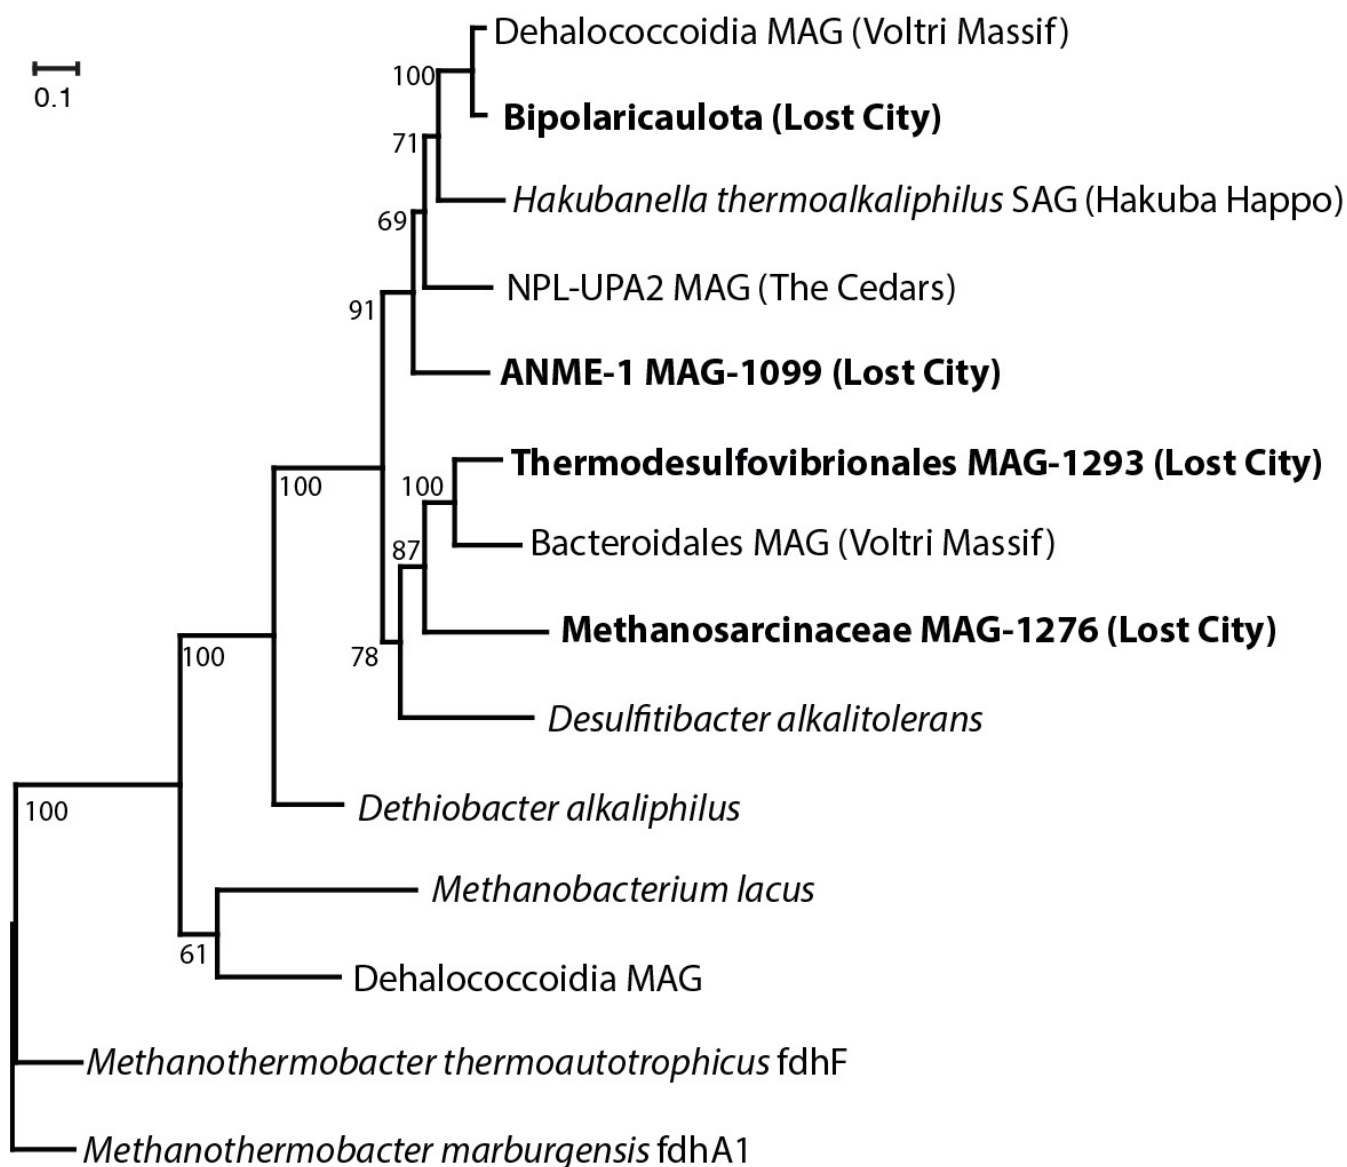 Dehalococcoidia MAG (Voltri Massif)
0.1
100
Bipolaricaulota (Lost City)
71
Hakubanella thermoalkaliphilus SAG (Hakuba Happo)
69
NPL-UPA2 MAG (The Cedars)
91
ANME-1 MAG-1099 (Lost City)
Thermodesulfovibrionales MAG-1293 (Lost City)
100
100
Bacteroidales MAG (Voltri Massif)
87
Methanosarcinaceae MAG-1276 (Lost City)
100
78
Desulfitibacter alkalitolerans
Dethiobacter alkaliphilus
100
Methanobacterium lacus
61
Dehalococcoidia MAG
Methanothermobacter thermoautotrophicus fdhF
Methanothermobacter marburgensis fdhA1